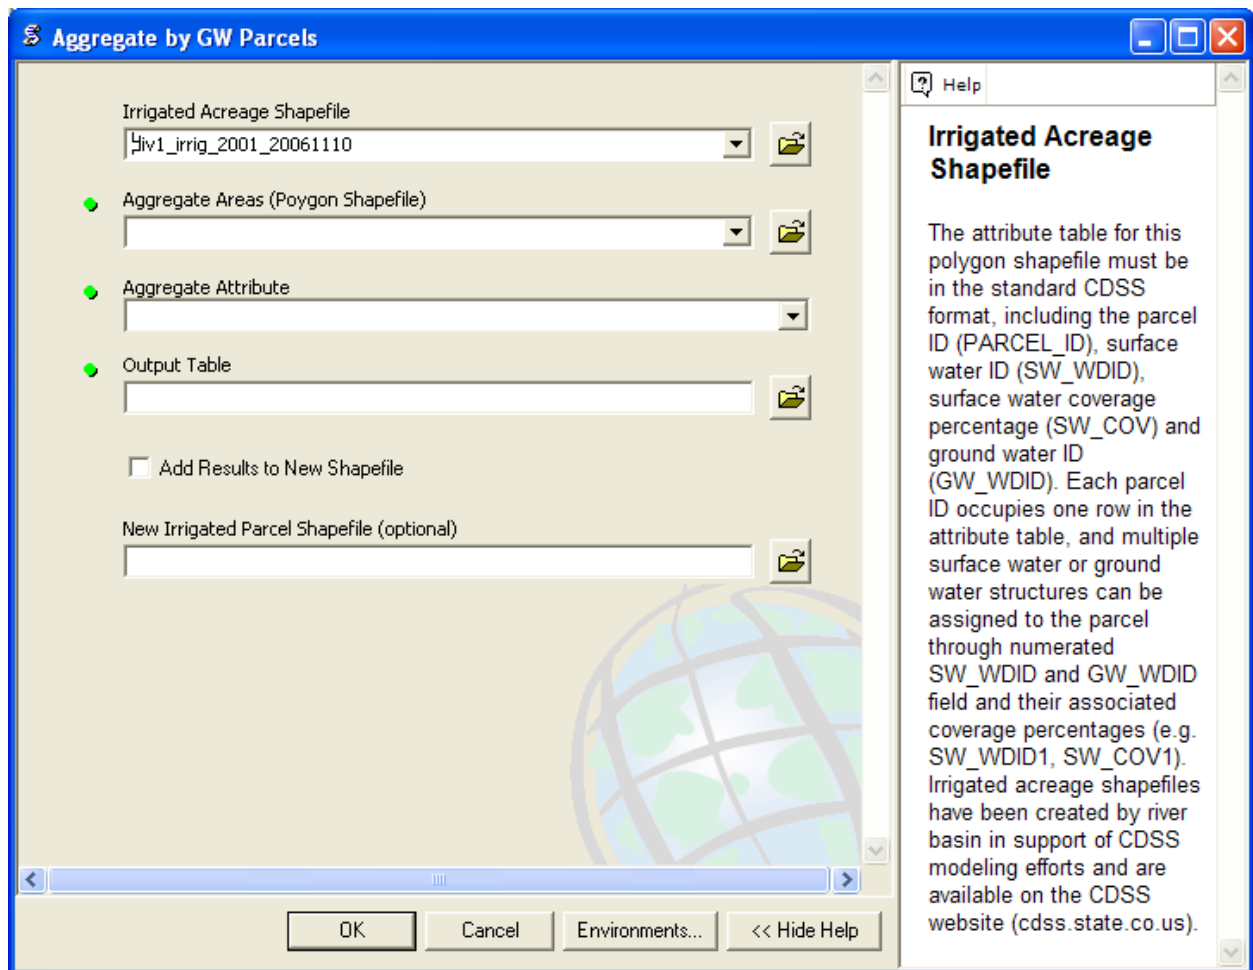 Aggregate by GW Parcels
Irrigated Acreage Shapefile
div1_irrig_2001_20061110
Aggregate Areas (Poygon Shapefile)
Aggregate Attribute
Output Table
Add Results to New Shapefile
New Irrigated Parcel Shapefile (optional)
OK
Cancel
Environments...
<< Hide Help
Help
Irrigated Acreage
Shapefile
The attribute table for this
polygon shapefile must be
in the standard CDSS
format, including the parcel
ID (PARCEL_ID), surface
water ID (SW_WDID),
surface water coverage
percentage (SW_COV) and
ground water ID
(GW_WDID). Each parcel
ID occupies one row in the
attribute table, and multiple
surface water or ground
water structures can be
assigned to the parcel
through numerated
SW_WDID and GW_WDID
field and their associated
coverage percentages (e.g.
SW_WDID1, SW_COV1).
Irrigated acreage shapefiles
have been created by river
basin in support of CDSS
modeling efforts and are
available on the CDSS
website (cdss.state.co.us).